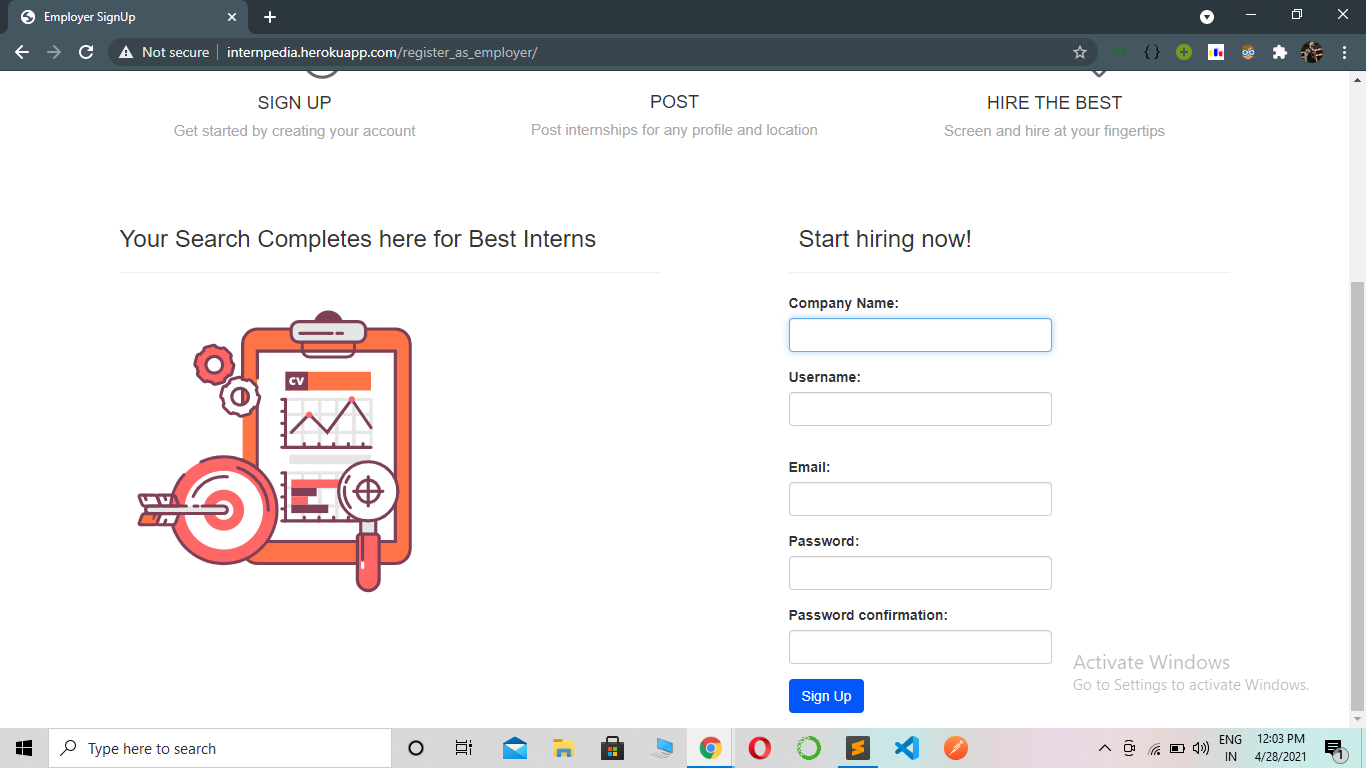 Employer SignUp
Not secure
internpedia.herokuapp.com/register_as_employer/
SIGN UP
Get started by creating your account
POST
Post internships for any profile and location
HIRE THE BEST
Screen and hire at your fingertips
Your Search Completes here for Best Interns
CV
Start hiring now!
Company Name:
Username:
Email:
Password:
Password confirmation:
Sign Up
Activate Windows
Go to Settings to activate Windows.
Type here to search
ENG
IN
12:03 PM
4/28/2021
1